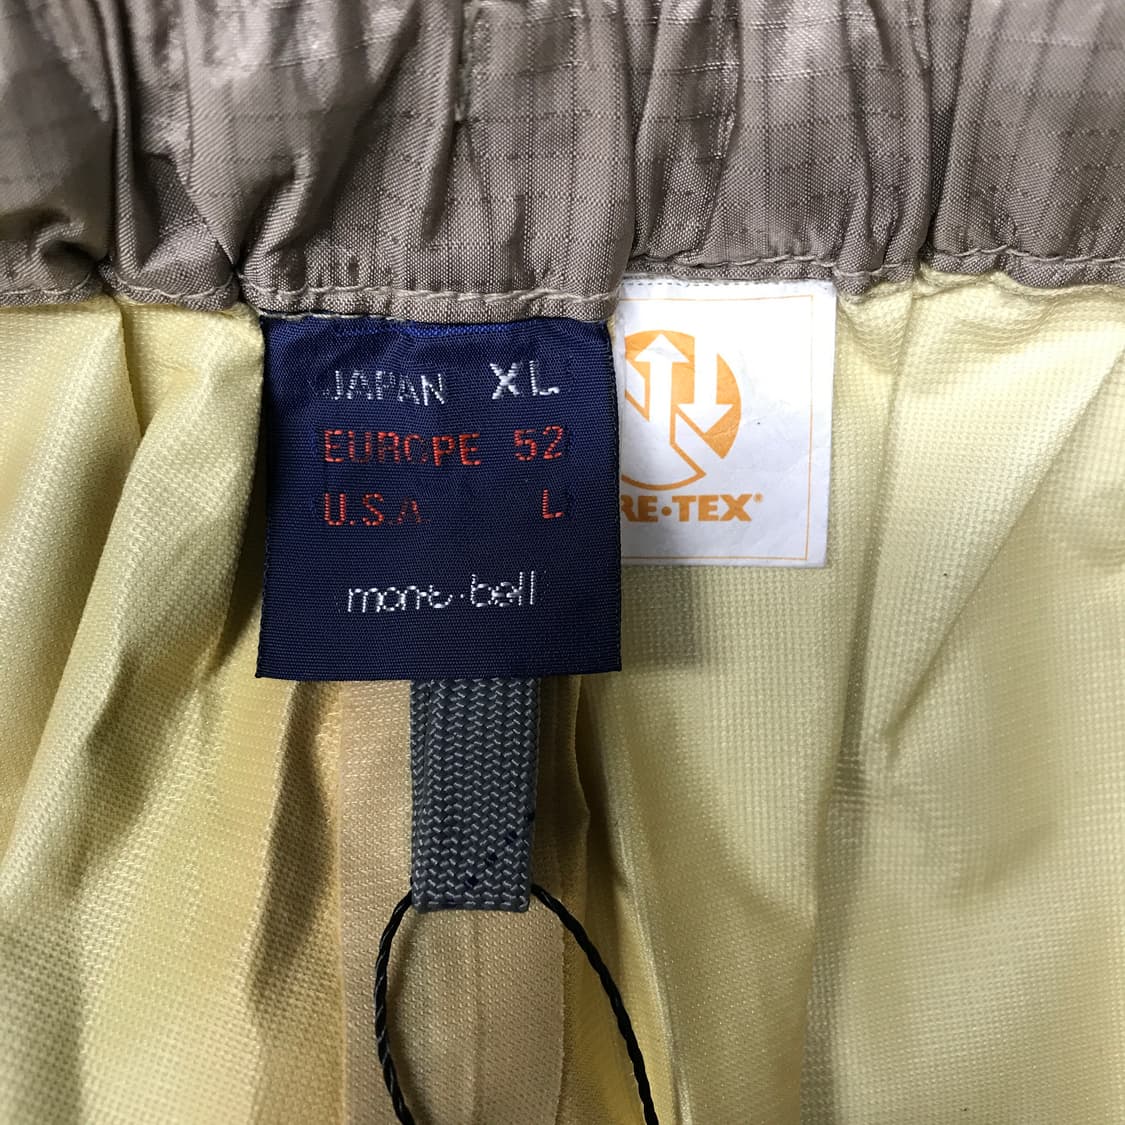 JAPAN XL
EUROPE 52
U.S.A. L
mont·bell
RE·TEX®